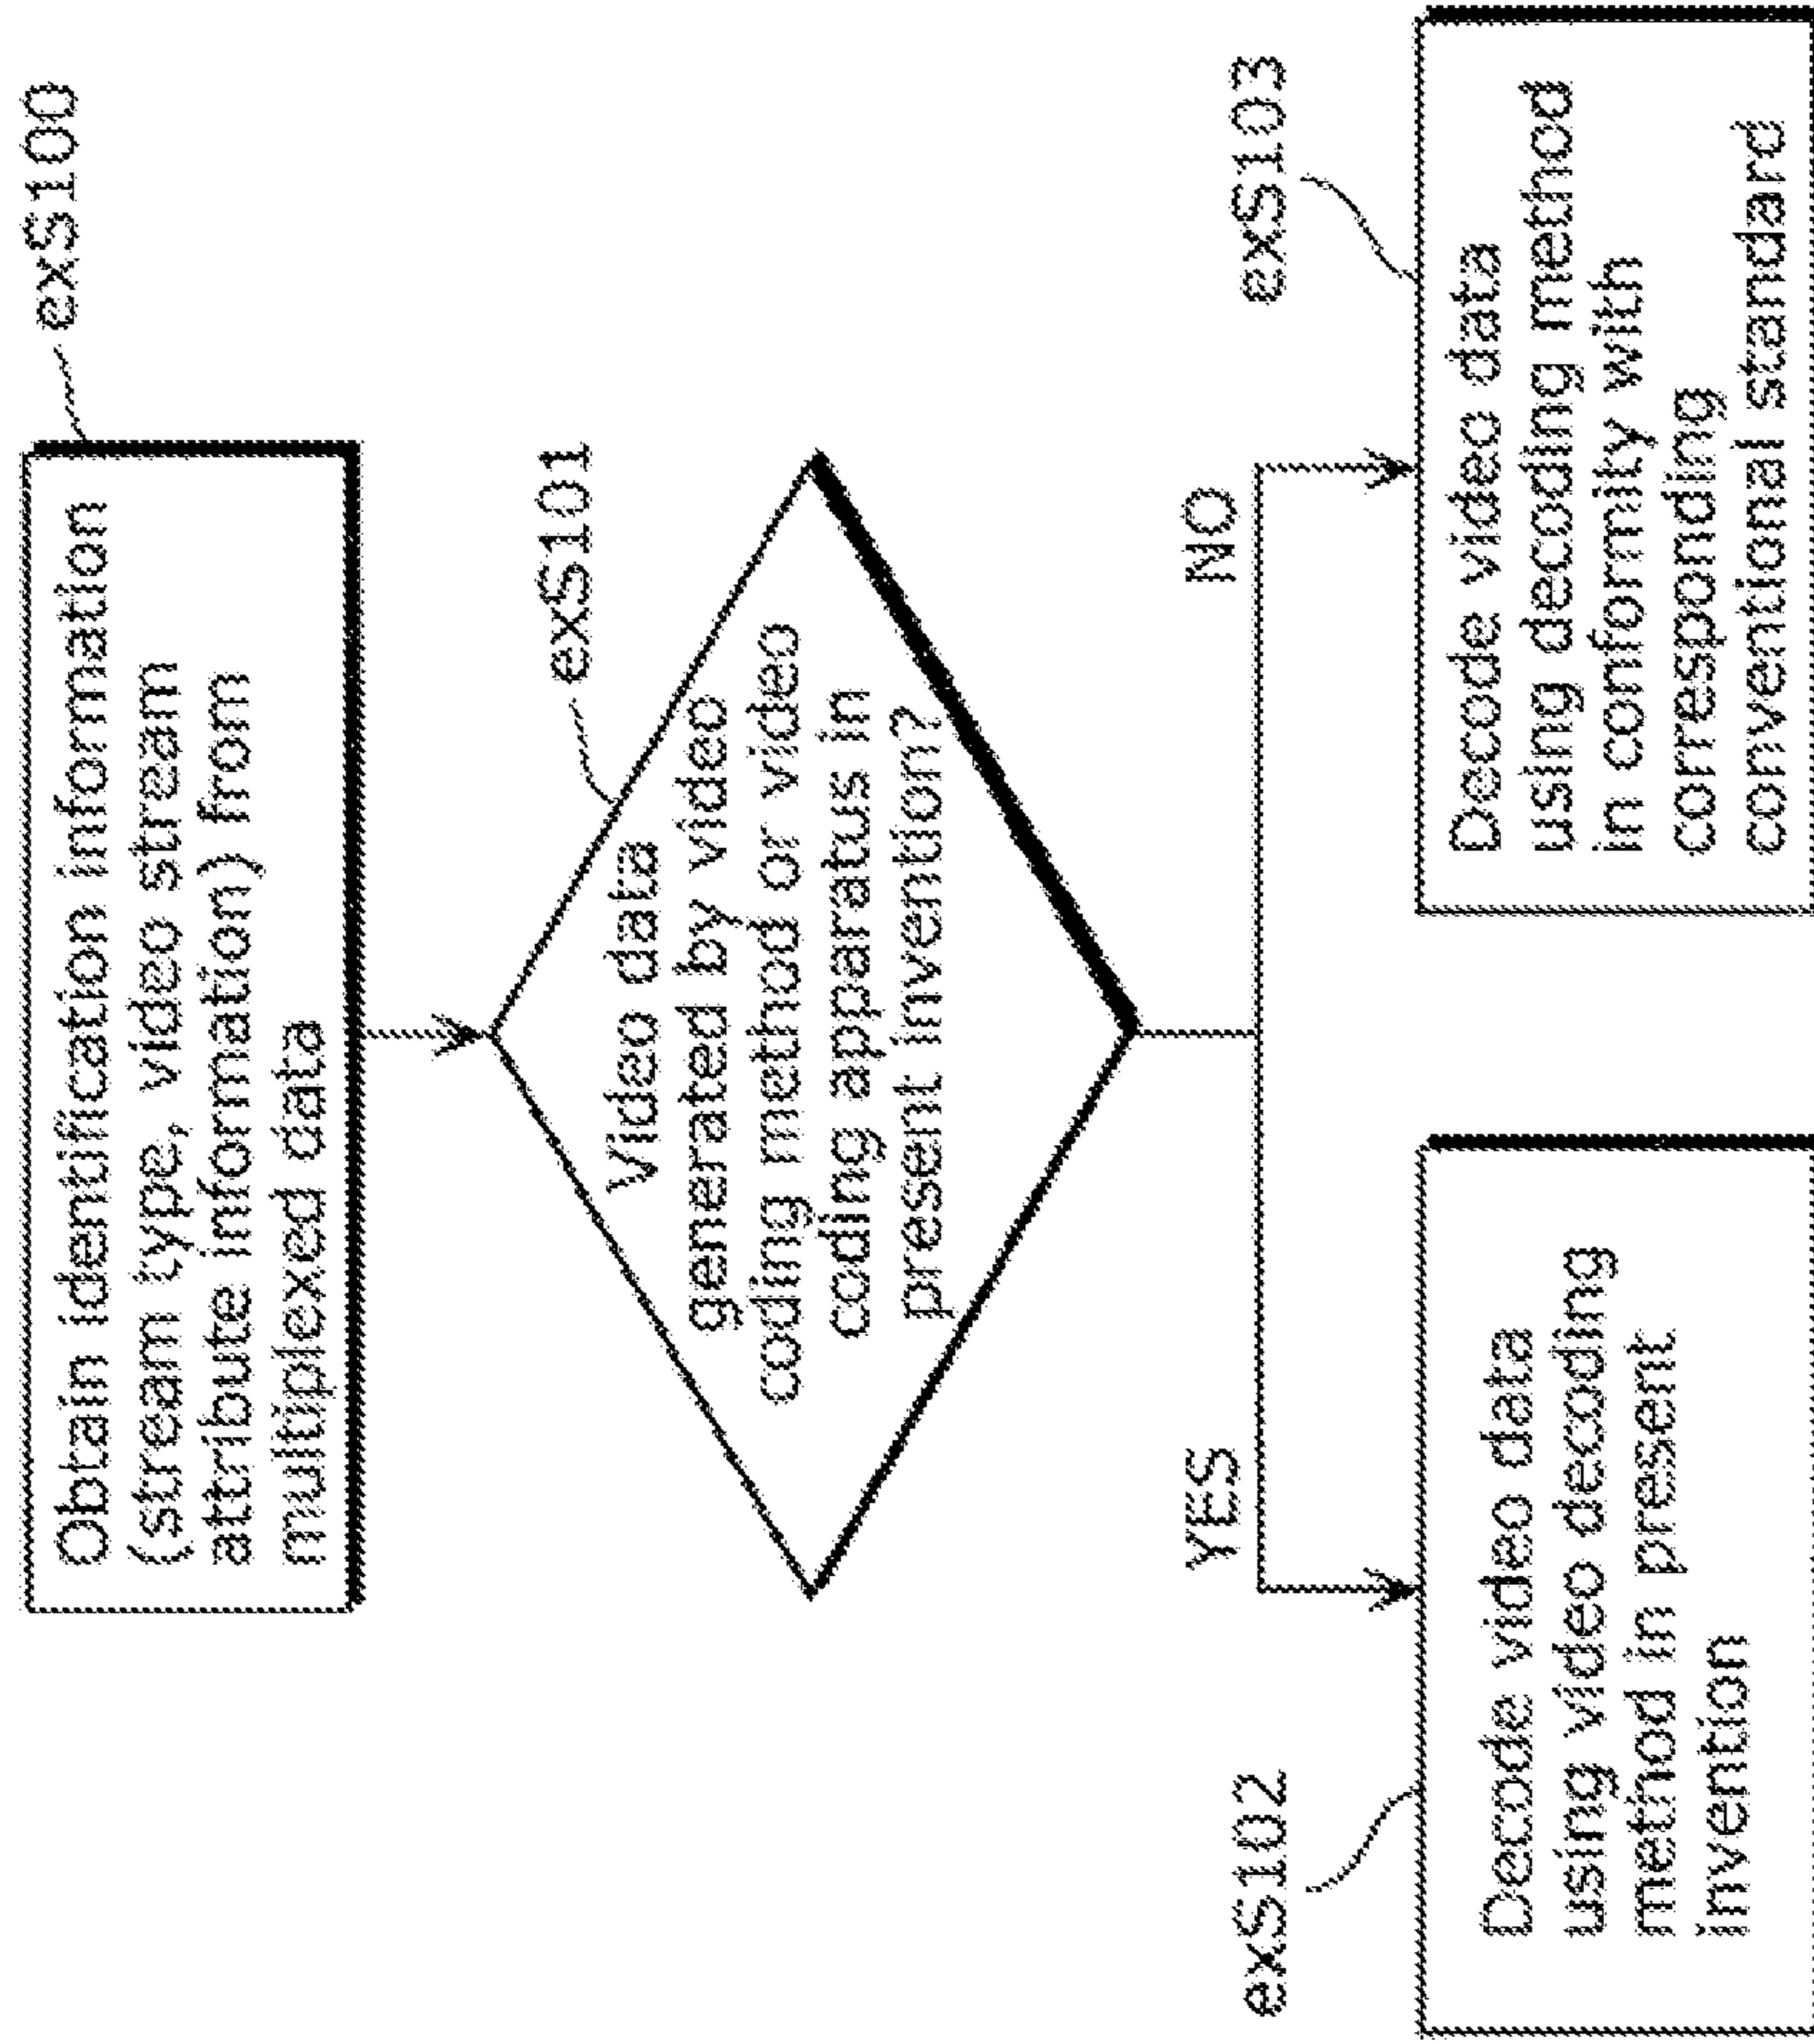 exS100
Obtain identification information
(stream type, video stream
attribute information) from
multiplexed data
exS101
Video data
generated by video
coding method or video
coding apparatus in
present invention?
YES
NO
exS102
Decode video data
using video decoding
method in present
invention
exS103
Decode video data
using decoding method
in conformity with
corresponding
conventional standard